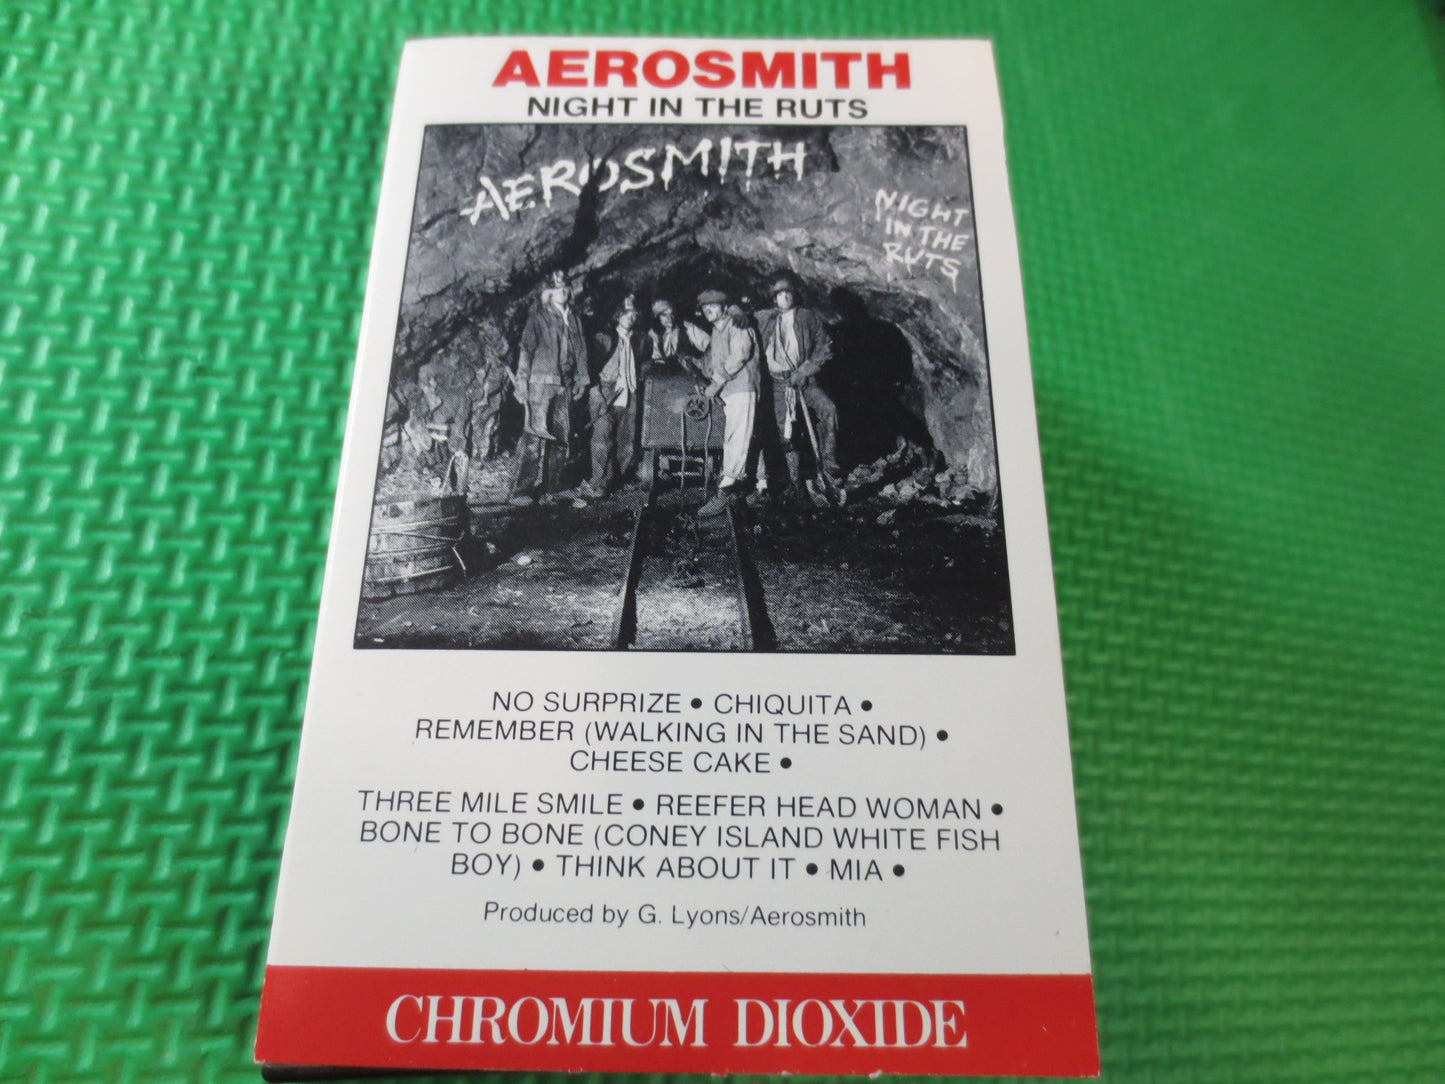 AEROSMITH
NIGHT IN THE RUTS
AEROSMITH
NIGHT
IN THE
RUTS
NO SURPRIZE • CHIQUITA •
REMEMBER (WALKING IN THE SAND) •
CHEESE CAKE •
THREE MILE SMILE • REEFER HEAD WOMAN •
BONE TO BONE (CONEY ISLAND WHITE FISH
BOY) • THINK ABOUT IT • MIA •
Produced by G. Lyons/Aerosmith
CHROMIUM DIOXIDE